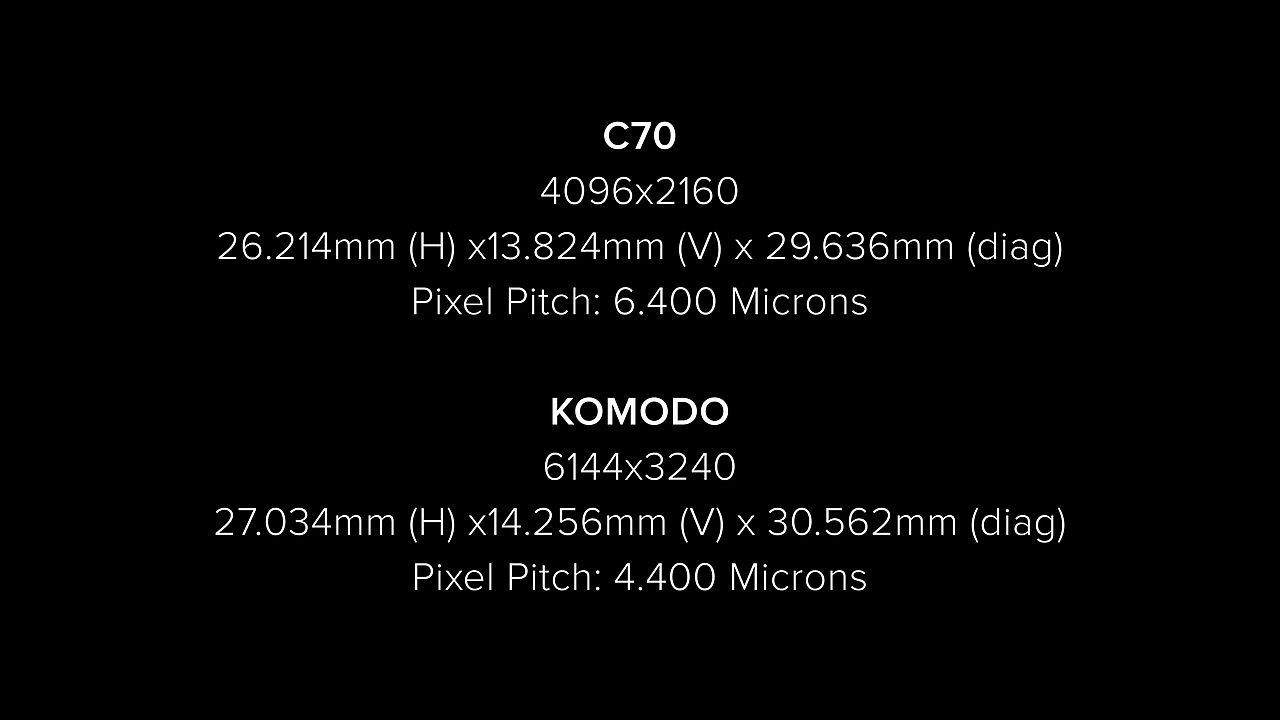 C70
4096x2160
26.214mm (H) x13.824mm (V) x 29.636mm (diag)
Pixel Pitch: 6.400 Microns
KOMODO
6144x3240
27.034mm (H) x14.256mm (V) x 30.562mm (diag)
Pixel Pitch: 4.400 Microns